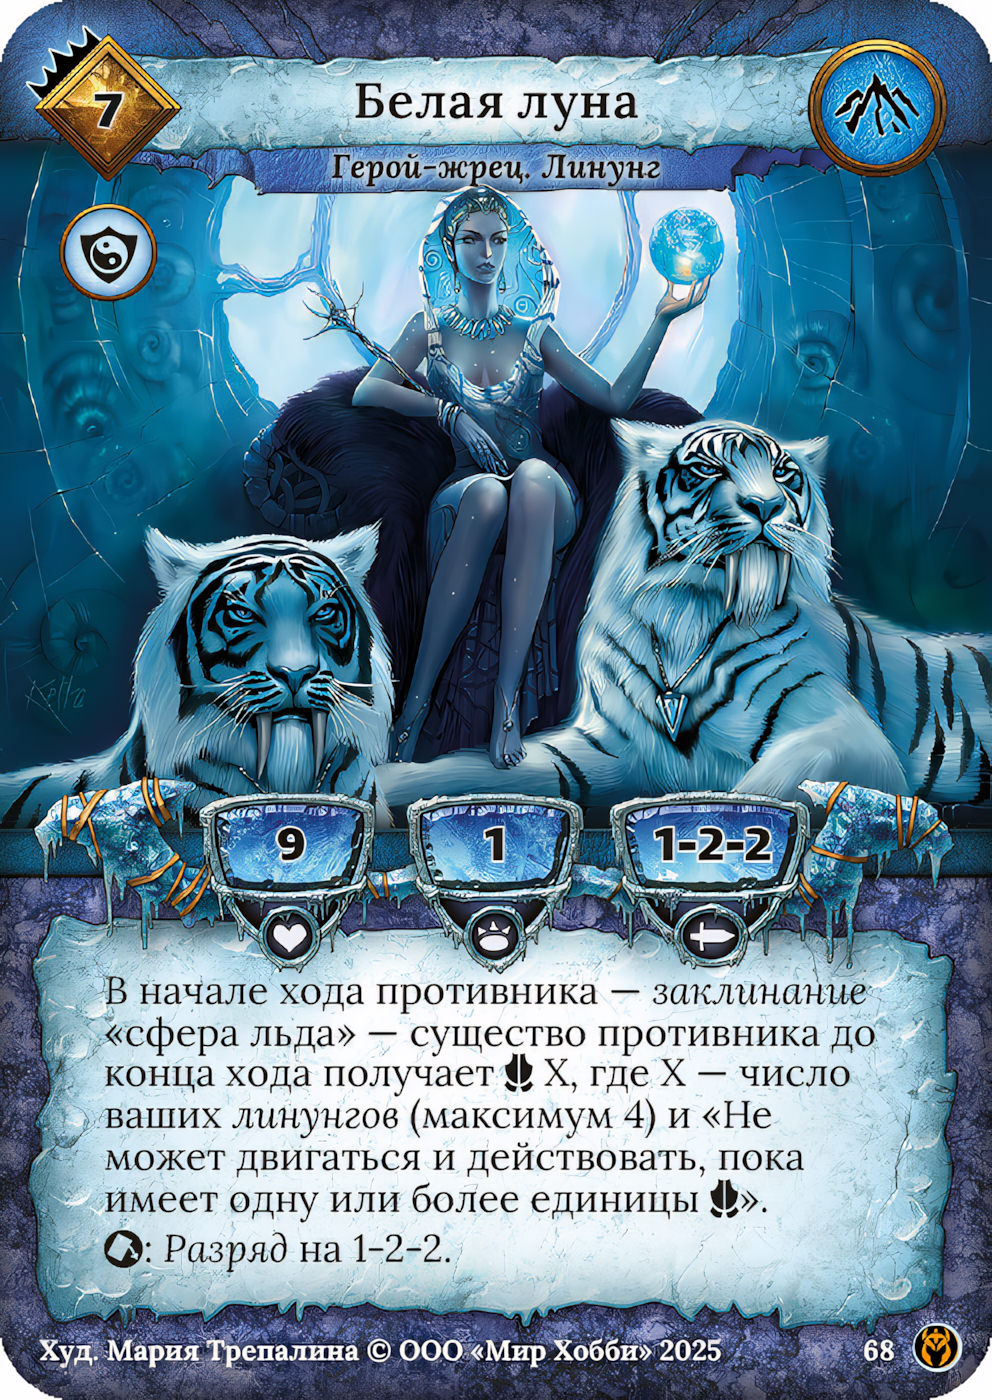 7
Белая луна
Герой-жрец. Линунг
9
1
1-2-2
В начале хода противника — заклинание
«сфера льда» — существо противника до
конца хода получает X, где X — число
ваших линунгов (максимум 4) и «Не
может двигаться и действовать, пока
имеет одну или более единицы ».
: Разряд на 1-2-2.
Худ. Мария Трепалина © ООО «Мир Хобби» 2025
68